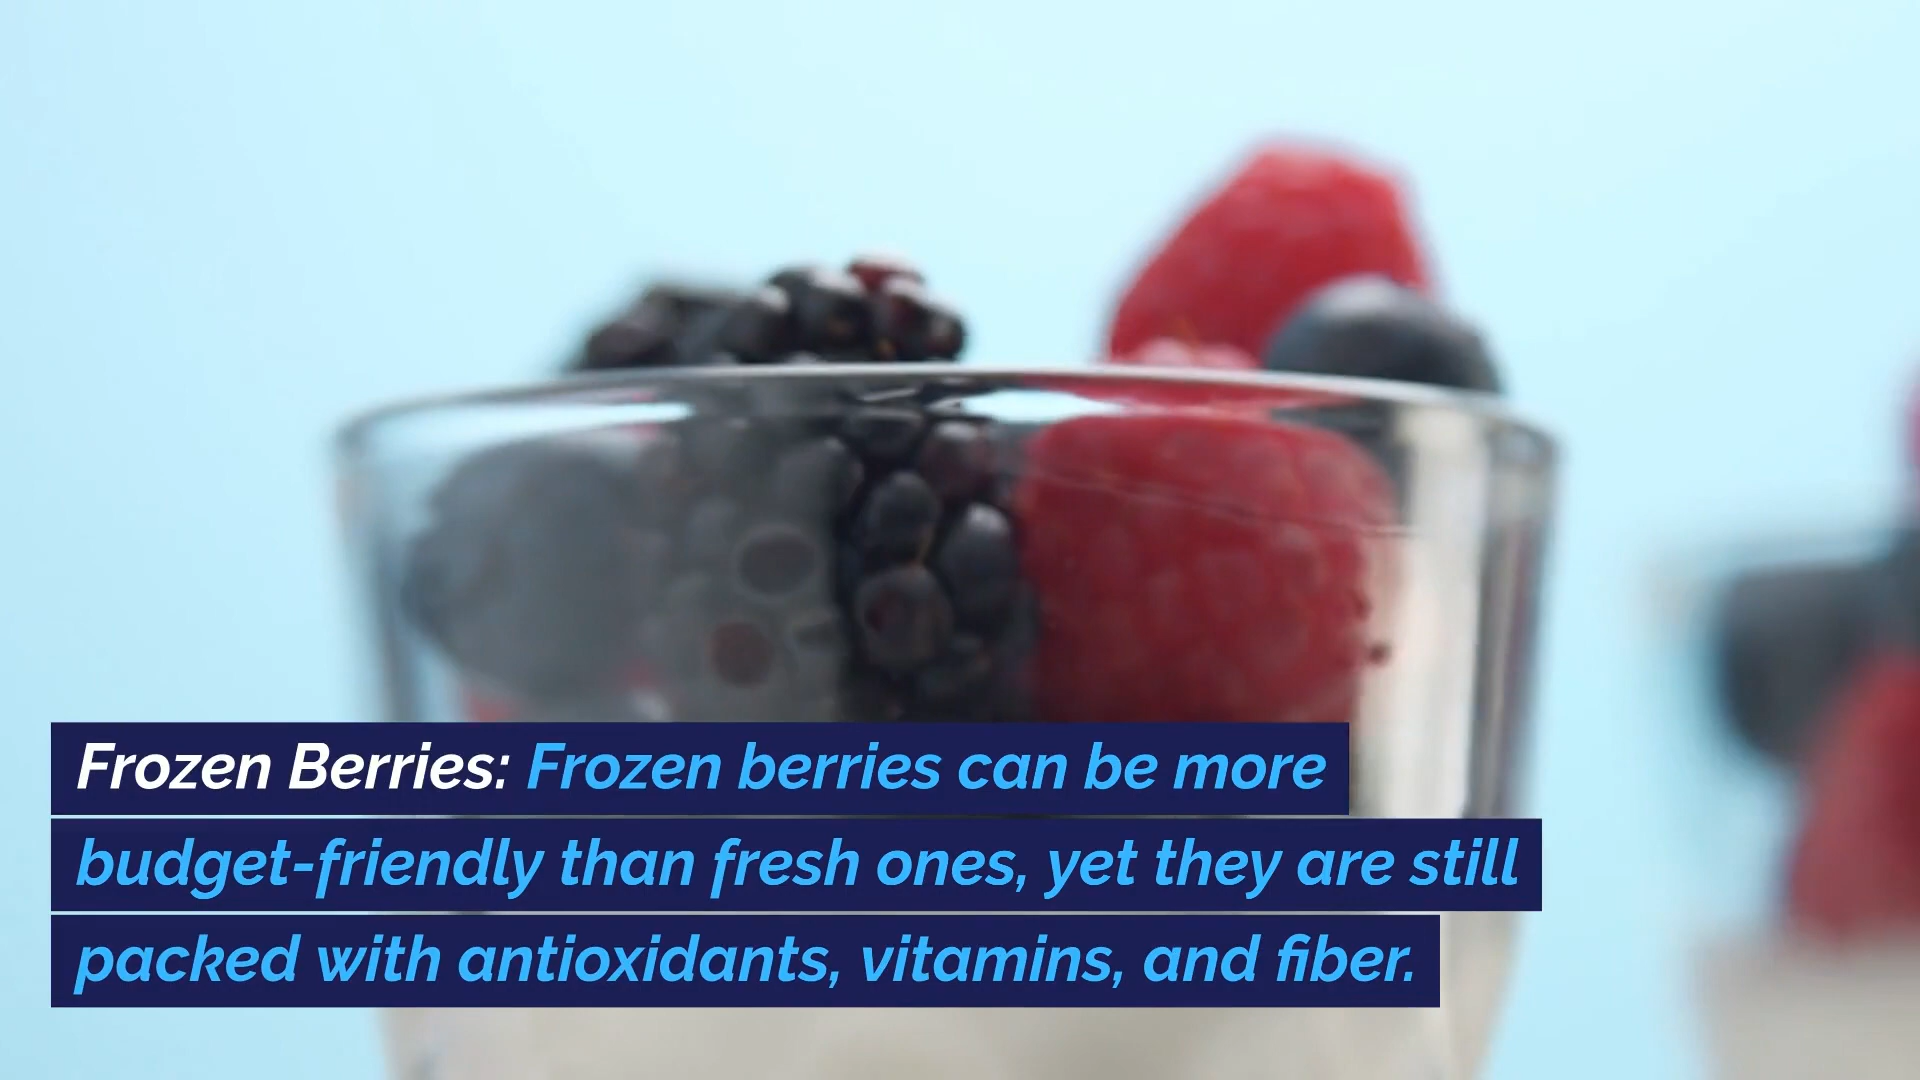 Frozen Berries: Frozen berries can be more
budget-friendly than fresh ones, yet they are still
packed with antioxidants, vitamins, and fiber.